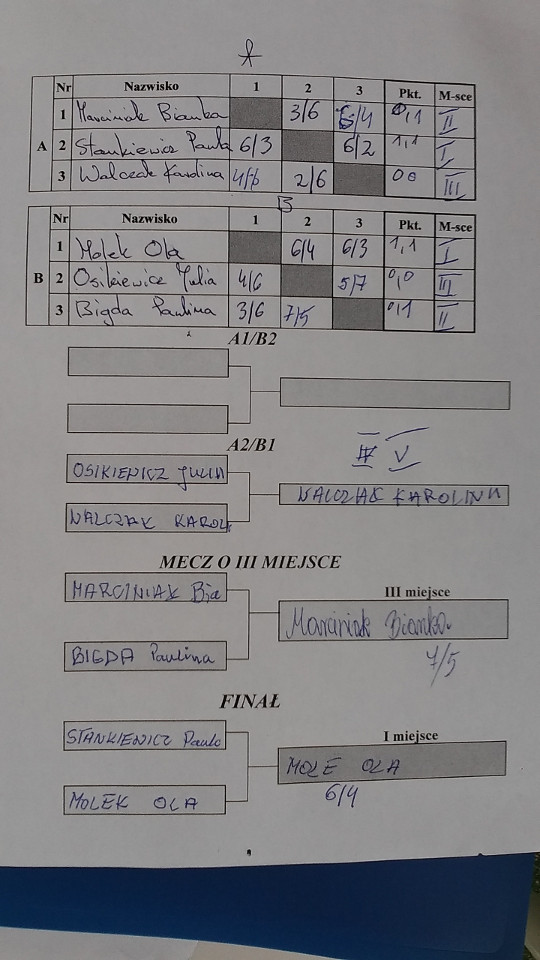 A
Nr Nazwisko 1 2 3 Pkt. M-sce
1 Marciniak Bianka 3/6 6/4 0,1 II
A 2 Stankiewicz Paula 6/3 6/2 1,1 I
3 Walczak Karolina 4/6 2/6 0 0 III
B
Nr Nazwisko 1 2 3 Pkt. M-sce
1 Molek Ola 6/4 6/3 1,1 I
B 2 Osikiewicz Julia 4/6 5/7 0,0 III
3 Bigda Paulina 3/6 7/5 0,1 II
A1/B2
A2/B1
V
OSIKIEWICZ JULIA
WALCZAK KAROLINA
WALCZAK KAROLI
MECZ O III MIEJSCE
MARCINIAK Bia
III miejsce
Marciniak Bianka
BIGDA Paulina
7/5
FINAŁ
STANKIEWICZ Paulo
I miejsce
MOLE OLA
MOLEK OLA
6/4